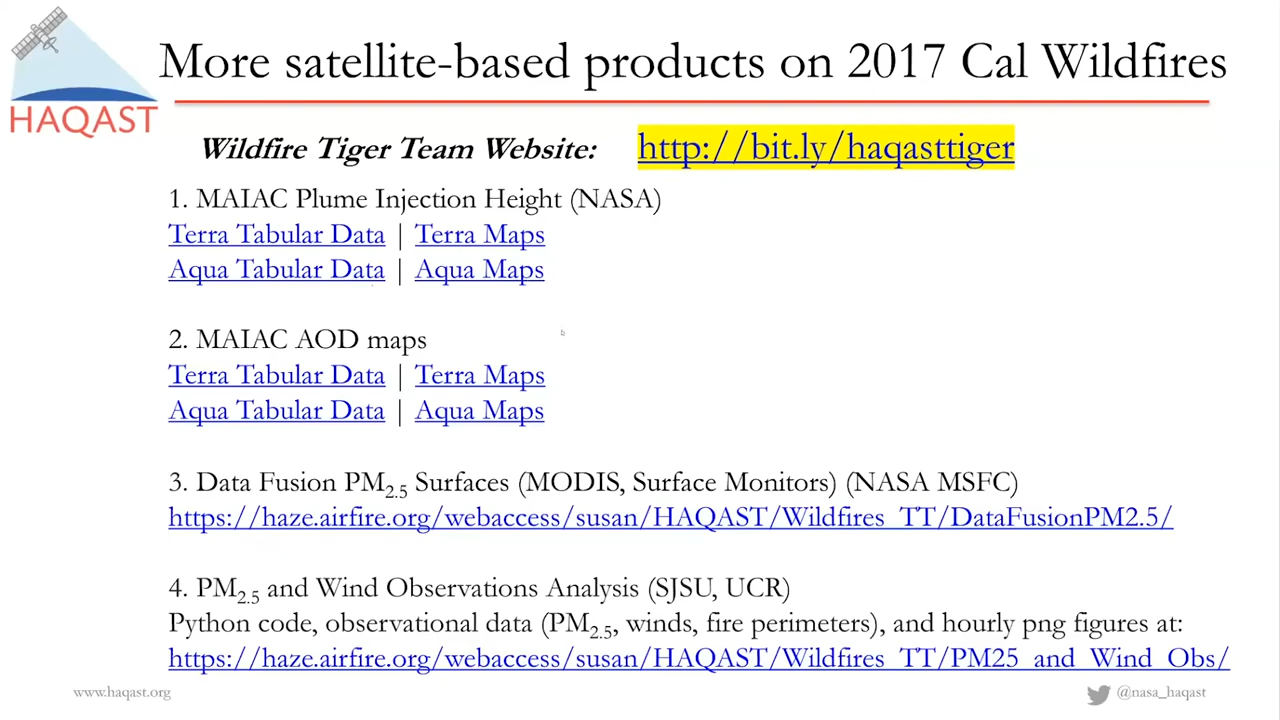 HAQAST
More satellite-based products on 2017 Cal Wildfires
Wildfire Tiger Team Website: http://bit.ly/haqasttiger
1. MAIAC Plume Injection Height (NASA)
Terra Tabular Data | Terra Maps
Aqua Tabular Data | Aqua Maps
2. MAIAC AOD maps
Terra Tabular Data | Terra Maps
Aqua Tabular Data | Aqua Maps
3. Data Fusion PM2.5 Surfaces (MODIS, Surface Monitors) (NASA MSFC)
https://haze.airfire.org/webaccess/susan/HAQAST/Wildfires_TT/DataFusionPM2.5/
4. PM2.5 and Wind Observations Analysis (SJSU, UCR)
Python code, observational data (PM2.5, winds, fire perimeters), and hourly png figures at:
https://haze.airfire.org/webaccess/susan/HAQAST/Wildfires_TT/PM25_and_Wind_Obs/
www.haqast.org
@nasa_haqast